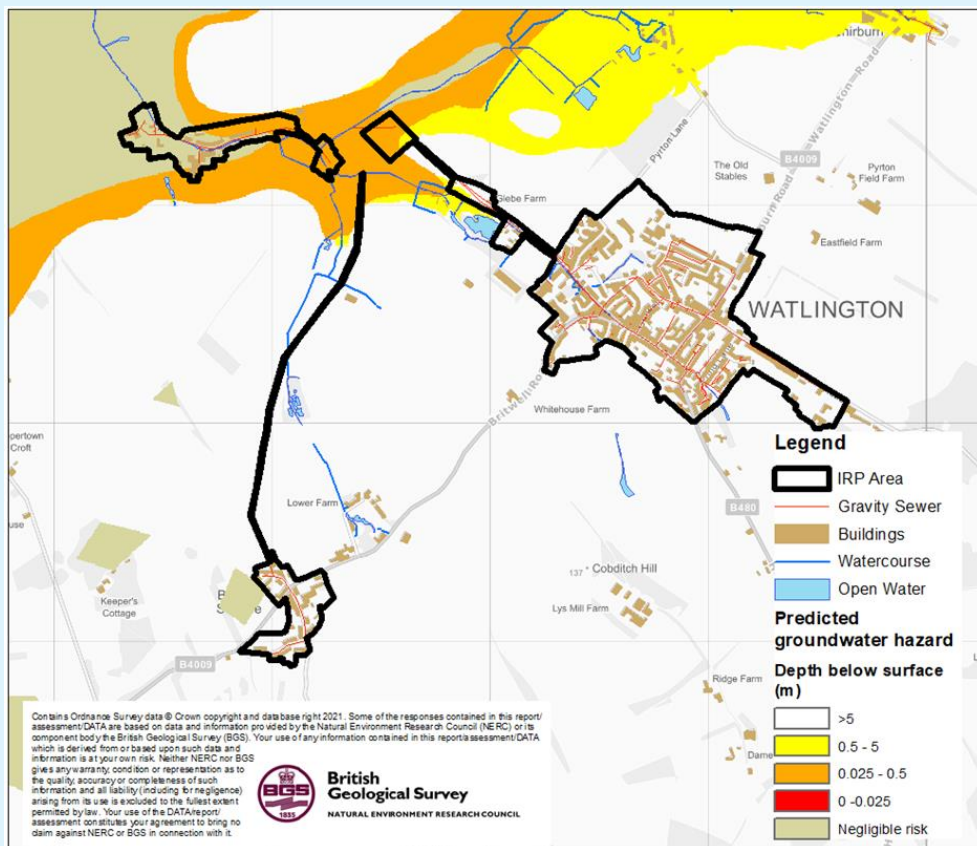 hirburn
Pyrton Lane
Watlington Road
The Old
Stables
B4009
Pyrton
Field Farm
Glebe Farm
Eastfield Farm
WATLINGTON
Whitehouse Farm
pertown
Croft
use
Lower Farm
B480
137
Cobditch Hill
Lys Mill Farm
Keeper's
Cottage
B4009
Ridge Farm
Dame
Legend
IRP Area
Gravity Sewer
Buildings
Watercourse
Open Water
Predicted
groundwater hazard
Depth below surface
(m)
>5
0.5 - 5
0.025 - 0.5
0 -0.025
Negligible risk
Contains Ordnance Survey data © Crown copyright and database right 2021. Some of the responses contained in this report/
assessment/DATA are based on data and information provided by the Natural Environment Research Council (NERC) or its
component body the British Geological Survey (BGS). Your use of any information contained in this report/assessment/DATA
which is derived from or based upon such data and
information is at your own risk. Neither NERC nor BGS
gives any warranty, condition or representation as to
the quality, accuracy or completeness of such
information and all liability (including for negligence)
arising from its use is excluded to the fullest extent
permitted by law. Your use of the DATA/report/
assessment constitutes your agreement to bring no
claim against NERC or BGS in connection with it.
BGS
1835
British
Geological Survey
NATURAL ENVIRONMENT RESEARCH COUNCIL